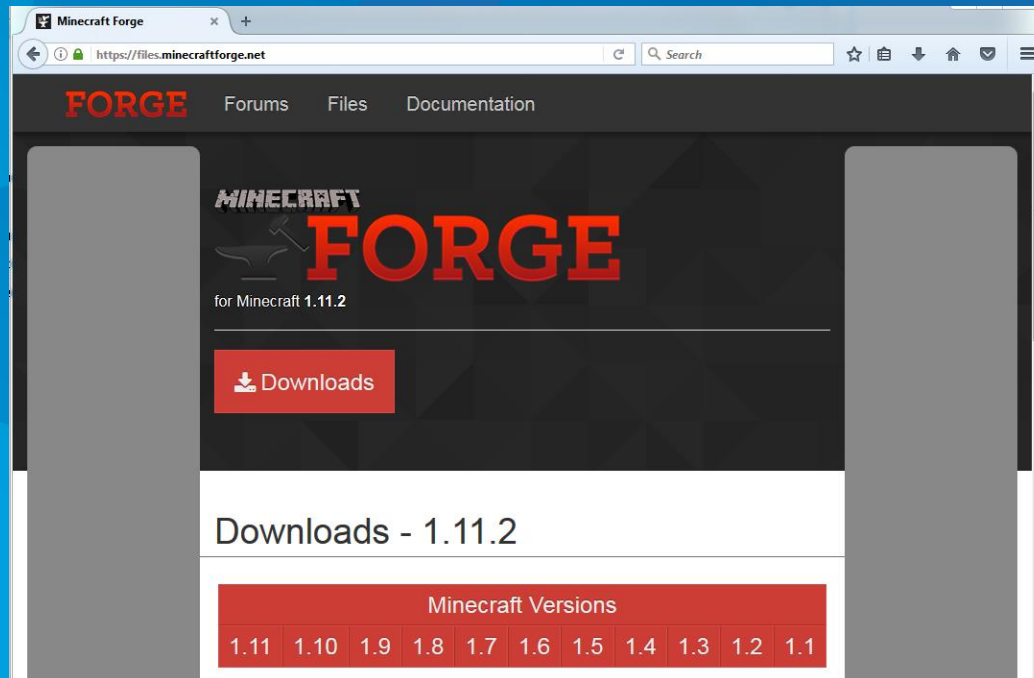 Minecraft Forge
https://files.minecraftforge.net
Search
FORGE Forums Files Documentation
MINECRAFT
FORGE
for Minecraft 1.11.2
Downloads
Downloads - 1.11.2
Minecraft Versions
1.11 1.10 1.9 1.8 1.7 1.6 1.5 1.4 1.3 1.2 1.1